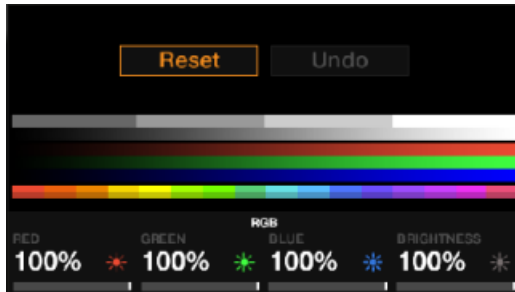 Reset Undo
RGB
RED GREEN BLUE BRIGHTNESS
100% 100% 100% 100%